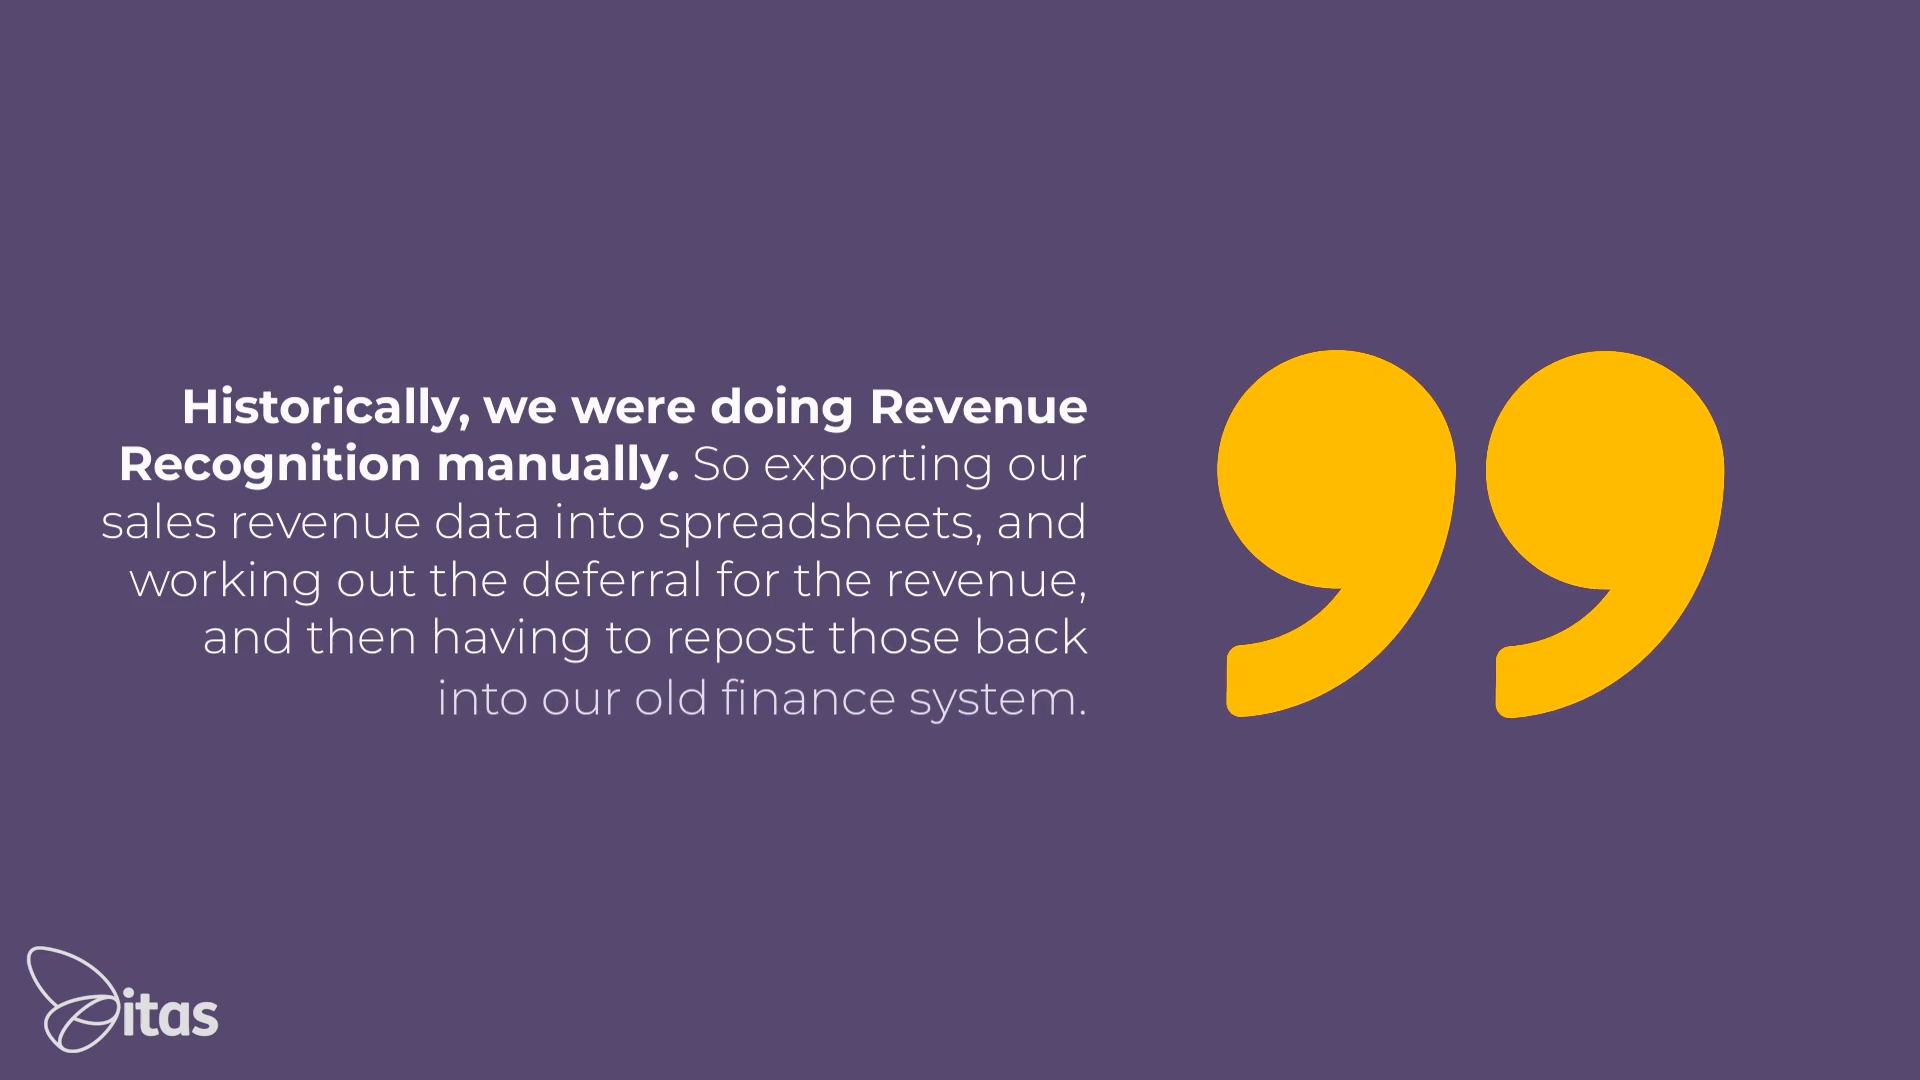 Historically, we were doing Revenue
Recognition manually. So exporting our
sales revenue data into spreadsheets, and
working out the deferral for the revenue,
and then having to repost those back
into our old finance system.
itas